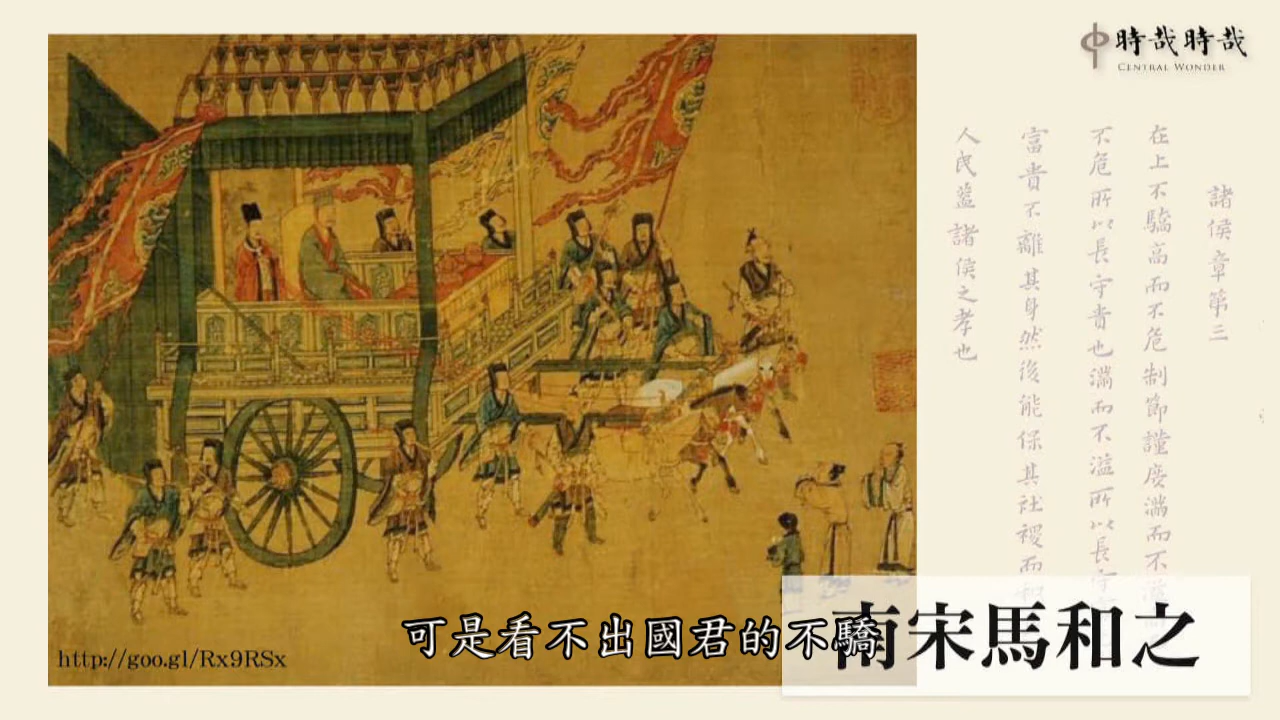 時哉時哉
CENTRAL WONDER
諸侯章第三
在上不驕高而不危制節謹度滿而不溢
不危所以長守貴也滿而不溢所以長守
富貴不離其身然後能保其社稷而和
人民蓋諸侯之孝也
南宋馬和之
可是看不出國君的不驕
http://goo.gl/Rx9RSx